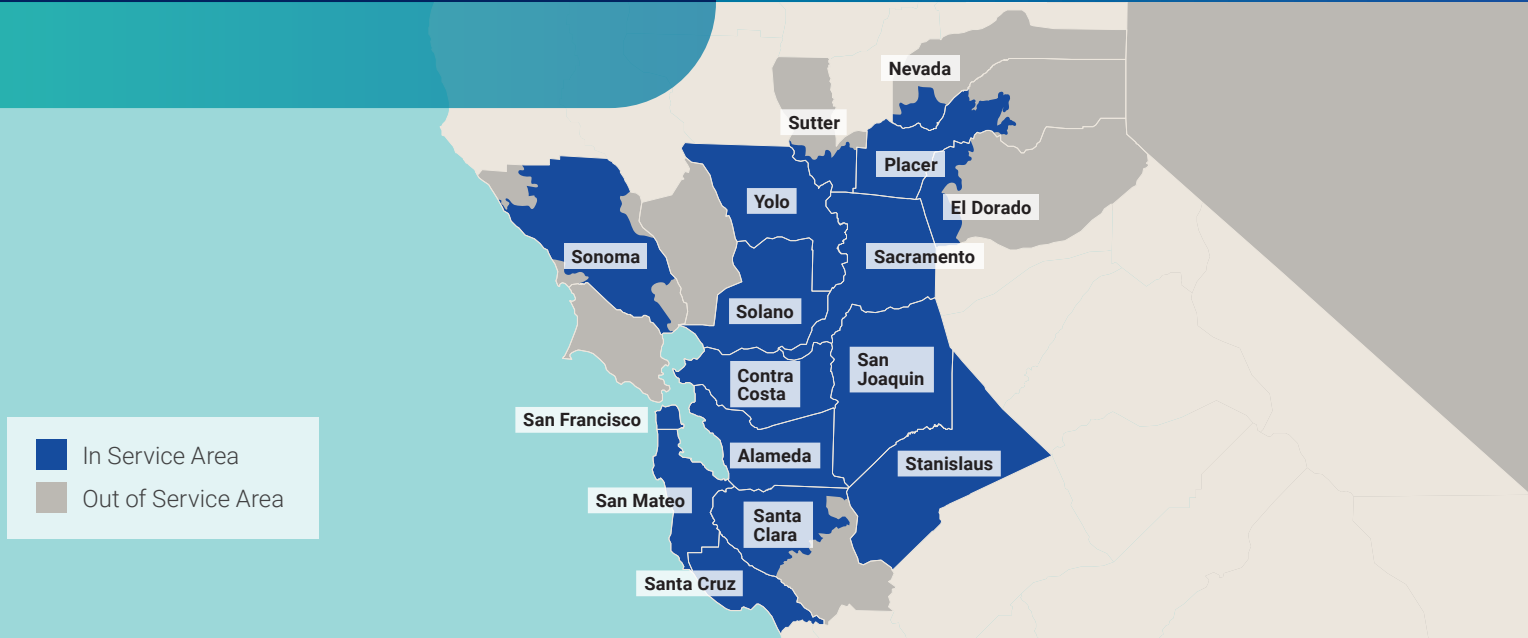 Nevada
Sutter
Placer
Yolo
El Dorado
Sonoma
Sacramento
Solano
San
Joaquin
Contra
Costa
San Francisco
Alameda
Stanislaus
In Service Area
Out of Service Area
San Mateo
Santa
Clara
Santa Cruz